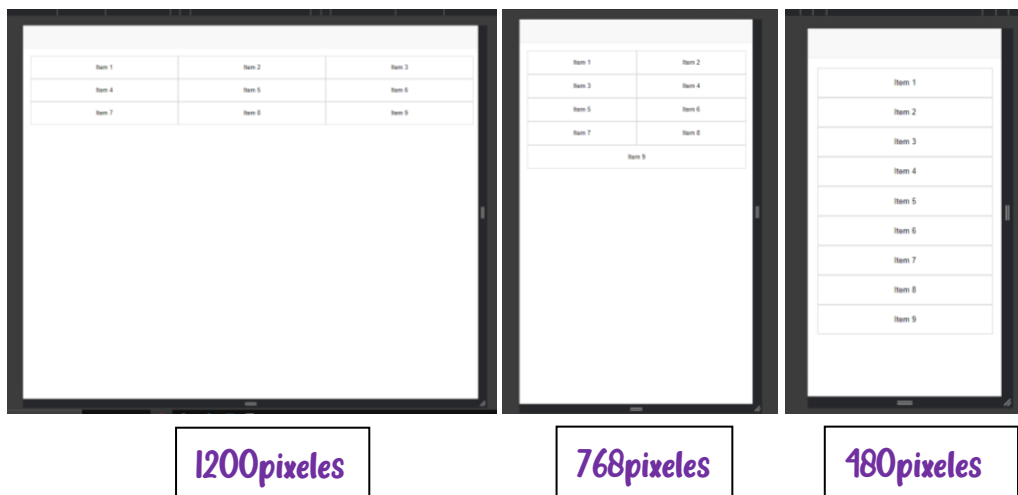 Item 1 Item 2 Item 3
Item 4 Item 5 Item 6
Item 7 Item 8 Item 9
Item 1 Item 2
Item 3 Item 4
Item 5 Item 6
Item 7 Item 8
Item 9
Item 1
Item 2
Item 3
Item 4
Item 5
Item 6
Item 7
Item 8
Item 9
1200pixeles
768pixeles
480pixeles